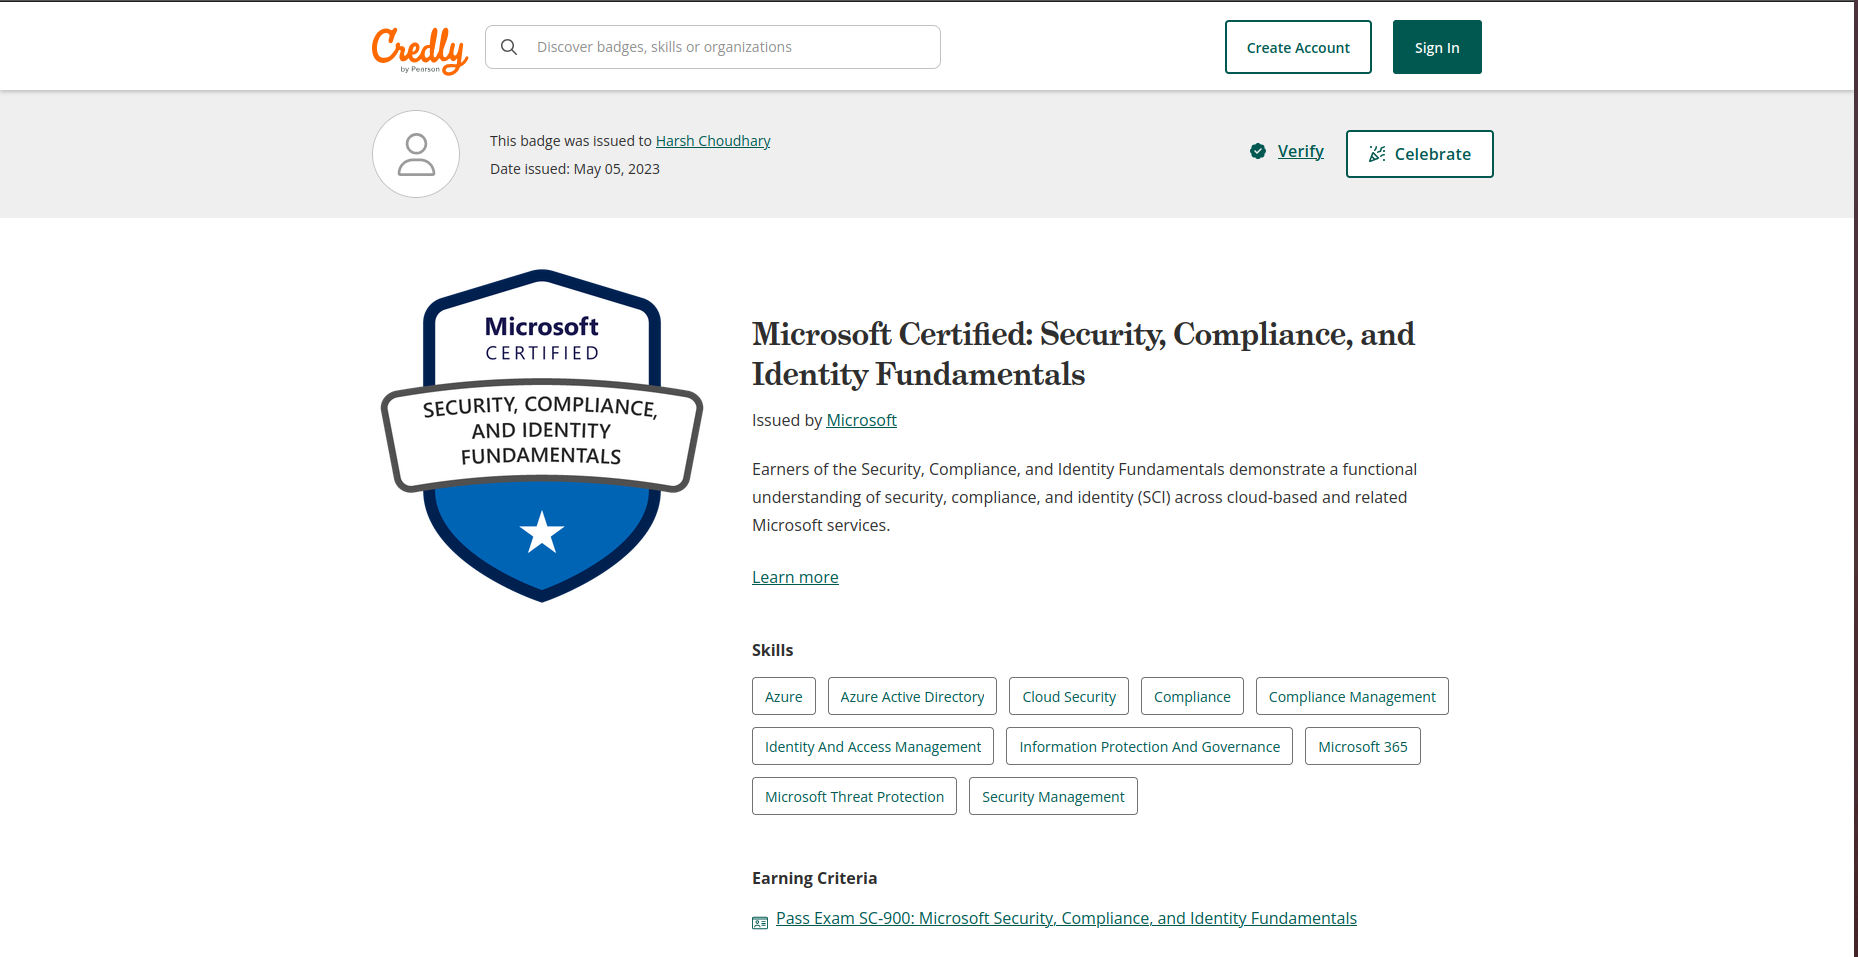 Credly
by Pearson
Discover badges, skills or organizations
Create Account
Sign In
This badge was issued to Harsh Choudhary
Date issued: May 05, 2023
Verify
Celebrate
Microsoft
CERTIFIED
SECURITY, COMPLIANCE,
AND IDENTITY
FUNDAMENTALS
Microsoft Certified: Security, Compliance, and
Identity Fundamentals
Issued by Microsoft
Earners of the Security, Compliance, and Identity Fundamentals demonstrate a functional
understanding of security, compliance, and identity (SCI) across cloud-based and related
Microsoft services.
Learn more
Skills
Azure
Azure Active Directory
Cloud Security
Compliance
Compliance Management
Identity And Access Management
Information Protection And Governance
Microsoft 365
Microsoft Threat Protection
Security Management
Earning Criteria
Pass Exam SC-900: Microsoft Security, Compliance, and Identity Fundamentals